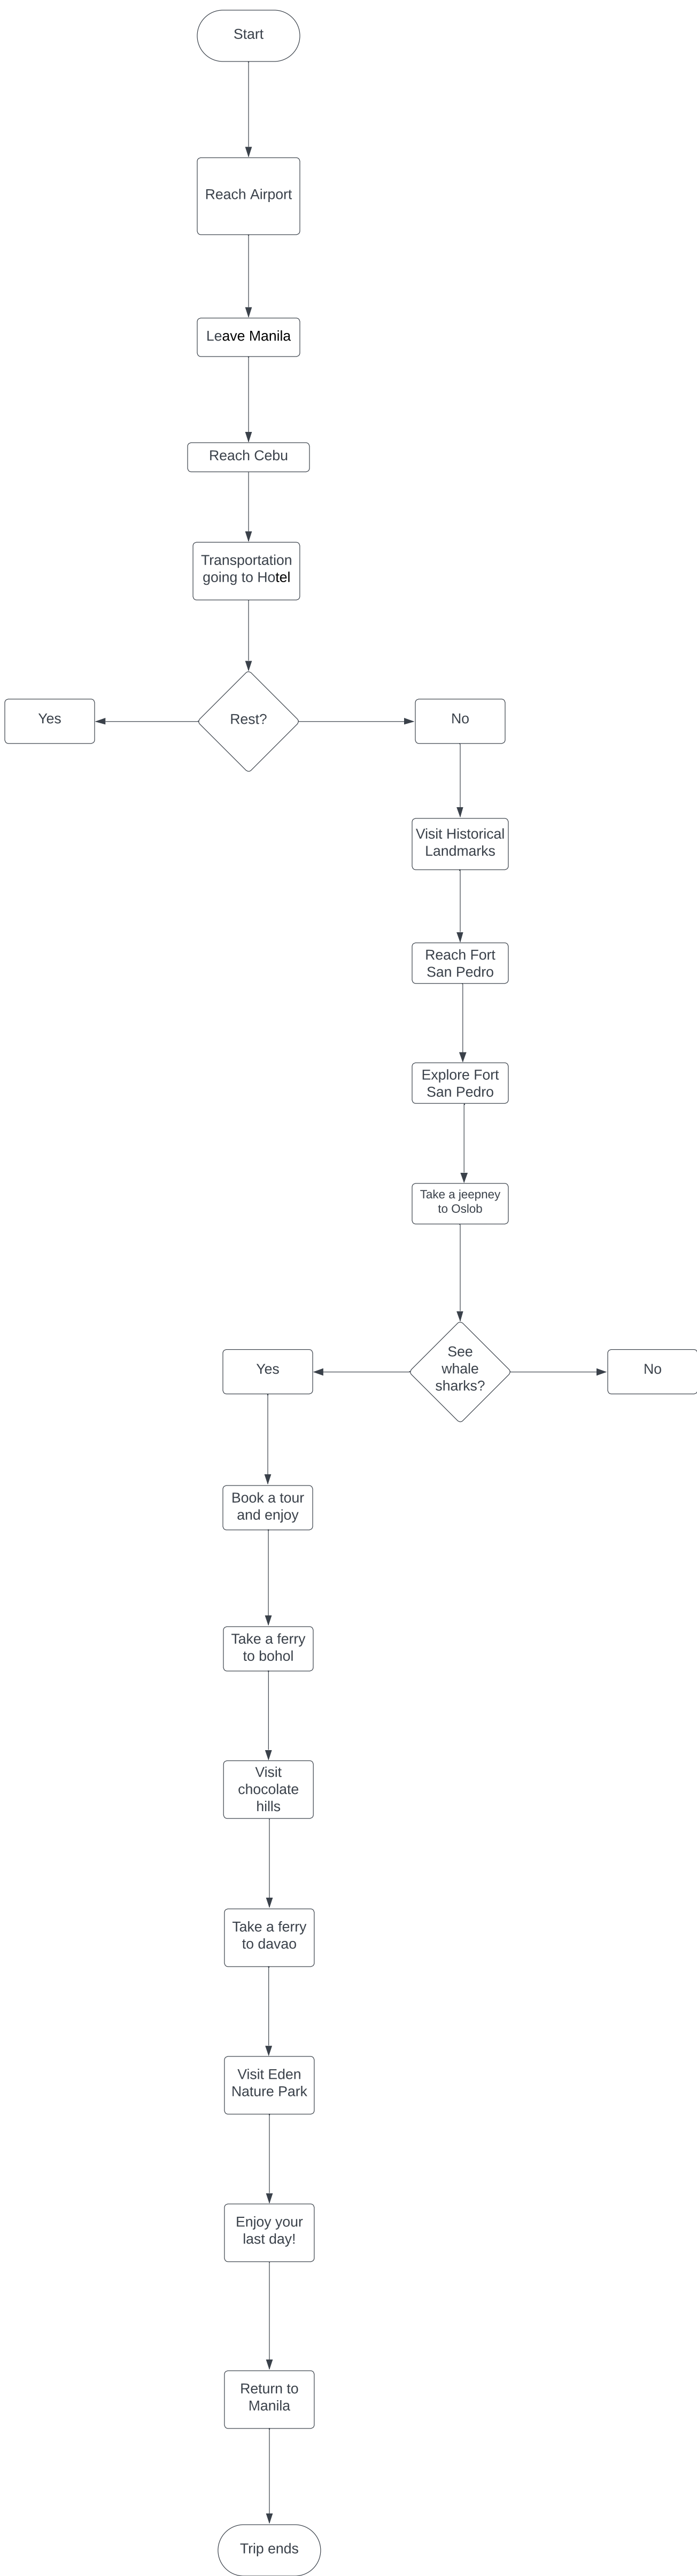 Start
Reach Airport
Leave Manila
Reach Cebu
Transportation
going to Hotel
Yes
Rest?
No
Visit Historical
Landmarks
Reach Fort
San Pedro
Explore Fort
San Pedro
Take a jeepney
to Oslob
Yes
See
whale
sharks?
No
Book a tour
and enjoy
Take a ferry
to bohol
Visit
chocolate
hills
Take a ferry
to davao
Visit Eden
Nature Park
Enjoy your
last day!
Return to
Manila
Trip ends